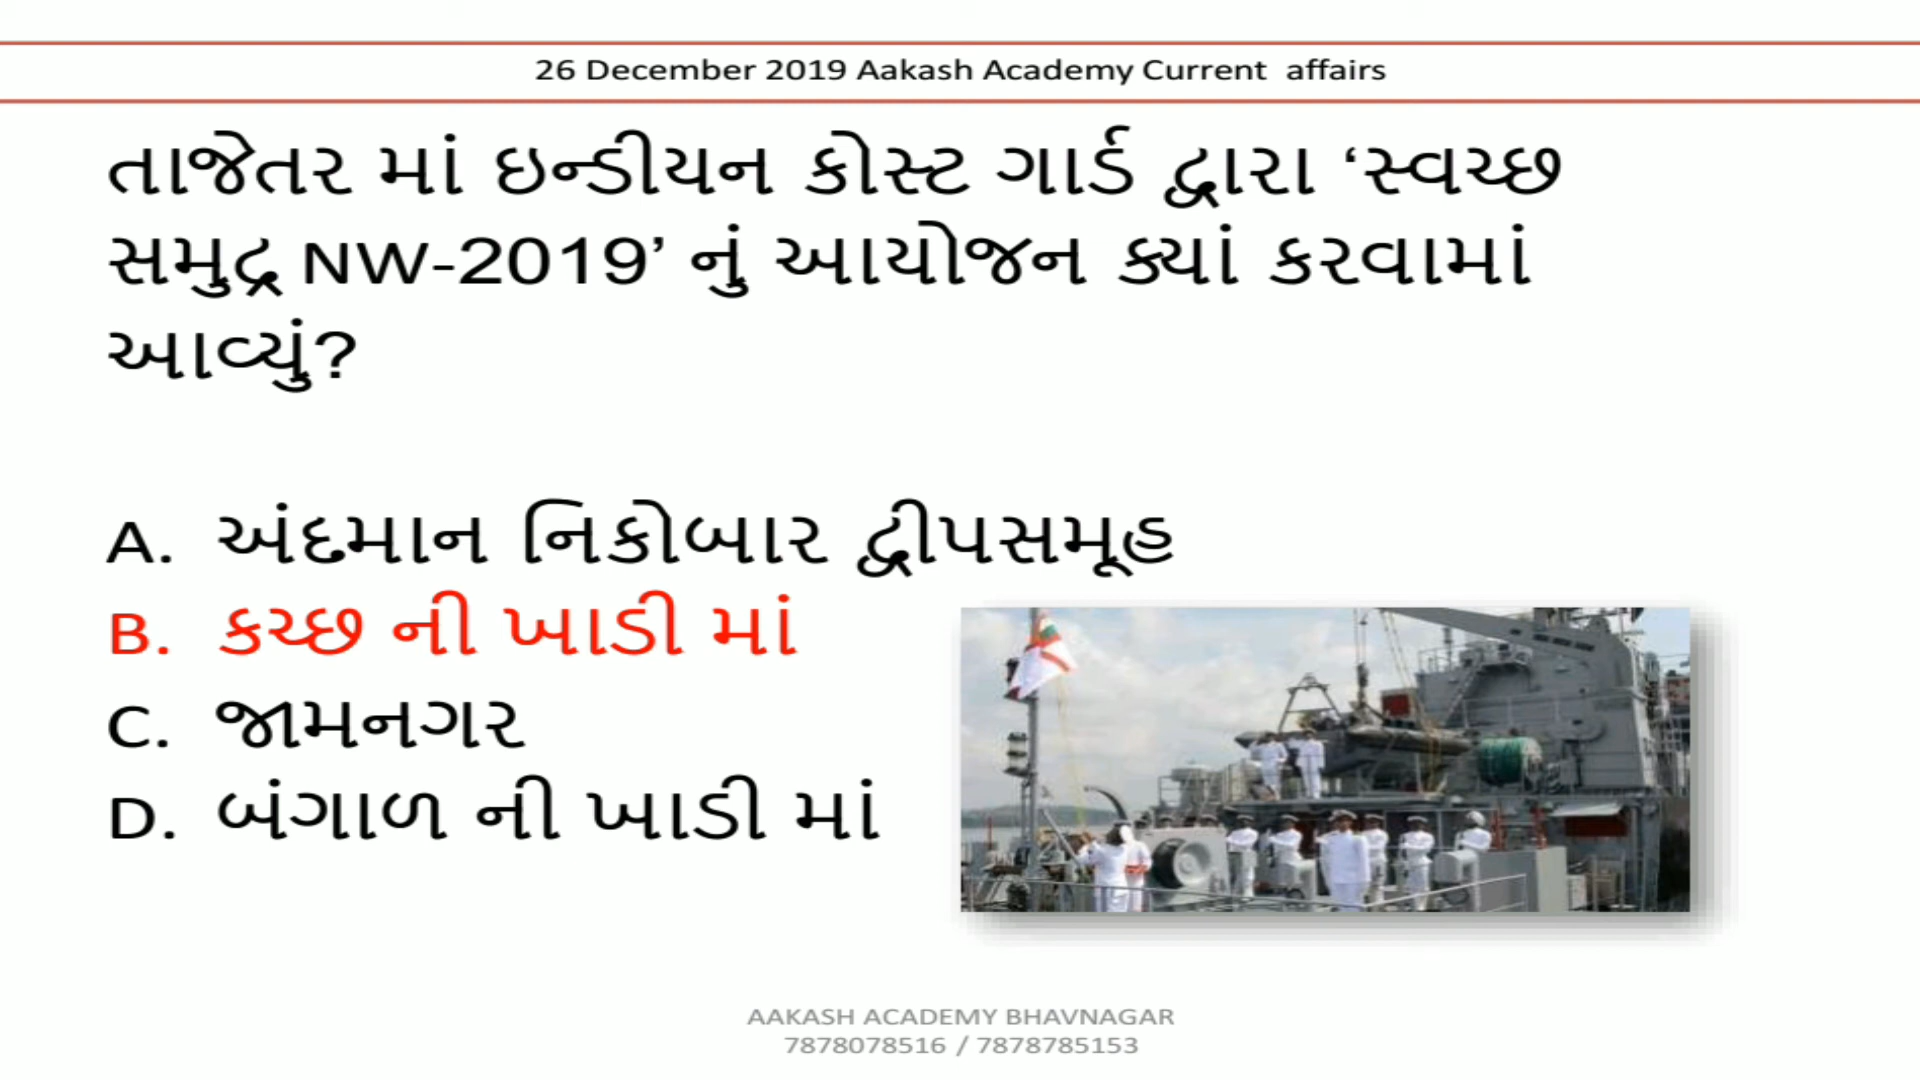 26 December 2019 Aakash Academy Current  affairs
તાજેતર માં ઇન્ડીયન કોસ્ટ ગાર્ડ દ્વારા ‘સ્વચ્છ
સમુદ્ર NW-2019’ નું આયોજન ક્યાં કરવામાં
આવ્યું?
A. અંદમાન નિકોબાર દ્વીપસમૂહ
B. કચ્છ ની ખાડી માં
C. જામનગર
D. બંગાળ ની ખાડી માં
AAKASH ACADEMY BHAVNAGAR
7878078516 / 7878785153